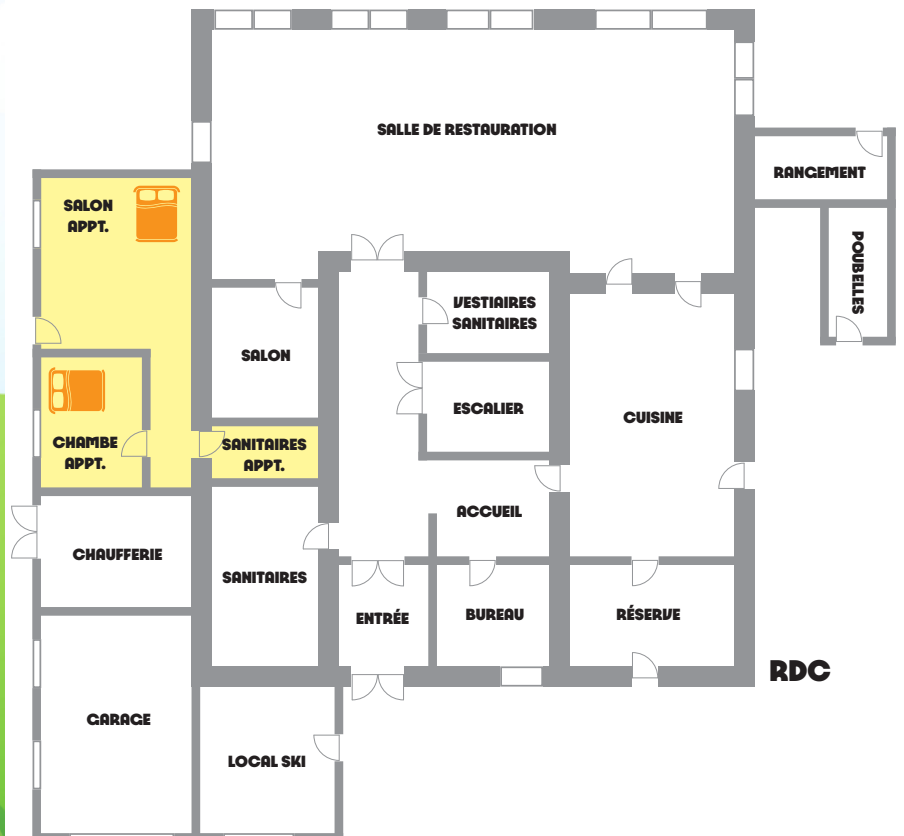 SALLE DE RESTAURATION
RANGEMENT
SALON
APPT.
POUBELLES
VESTIAIRES
SANITAIRES
SALON
ESCALIER
CUISINE
CHAMBE
APPT.
SANITAIRES
APPT.
ACCUEIL
CHAUFFERIE
SANITAIRES
ENTRÉE
BUREAU
RÉSERVE
RDC
GARAGE
LOCAL SKI